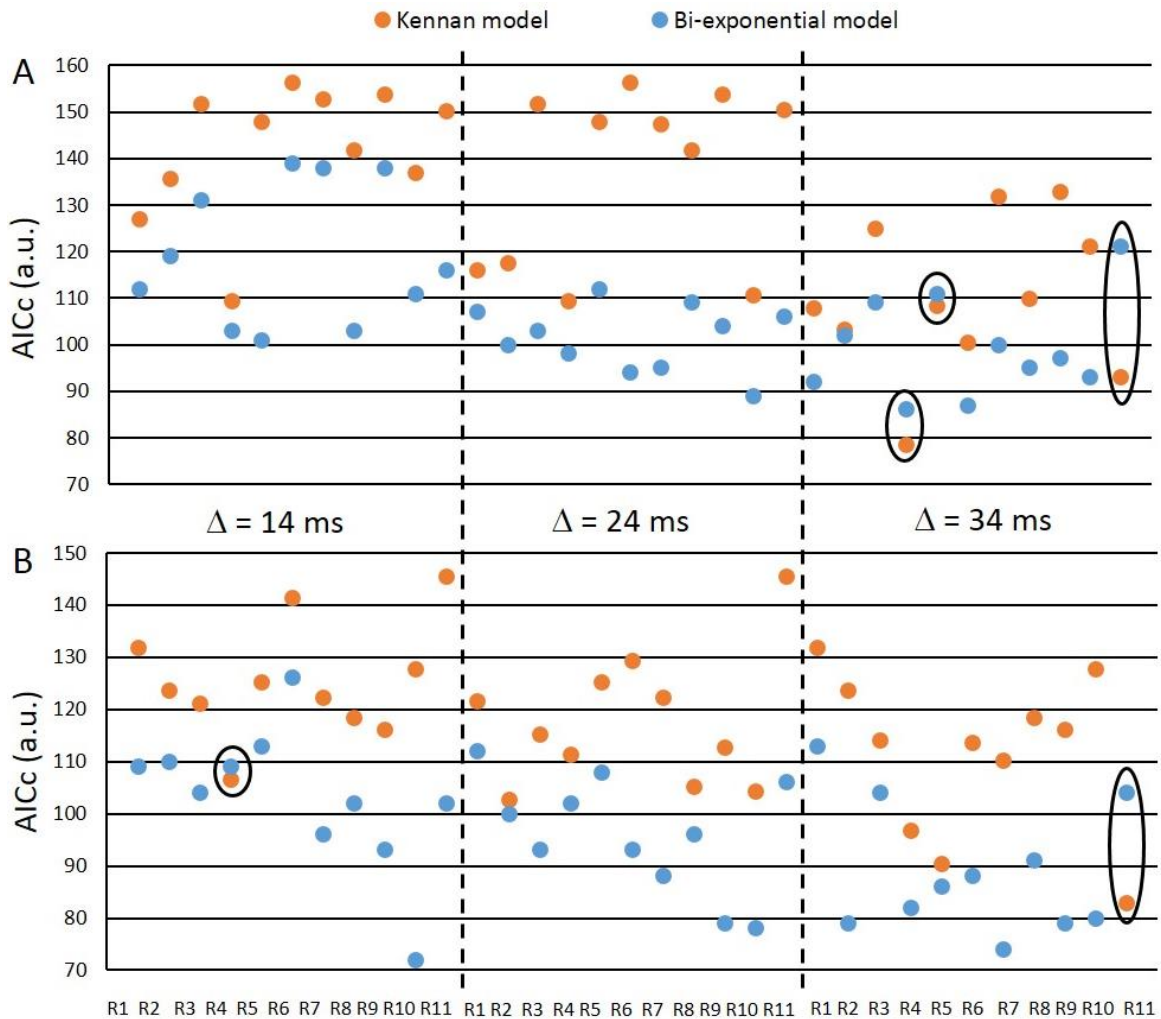 Kennan model Bi-exponential model
A
160
150
140
130
120
110
100
90
80
70
AICc (a.u.)
Δ = 14 ms Δ = 24 ms Δ = 34 ms
B
150
140
130
120
110
100
90
80
70
AICc (a.u.)
R1 R2 R3 R4 R5 R6 R7 R8 R9 R10 R11 R1 R2 R3 R4 R5 R6 R7 R8 R9 R10 R11 R1 R2 R3 R4 R5 R6 R7 R8 R9 R10 R11